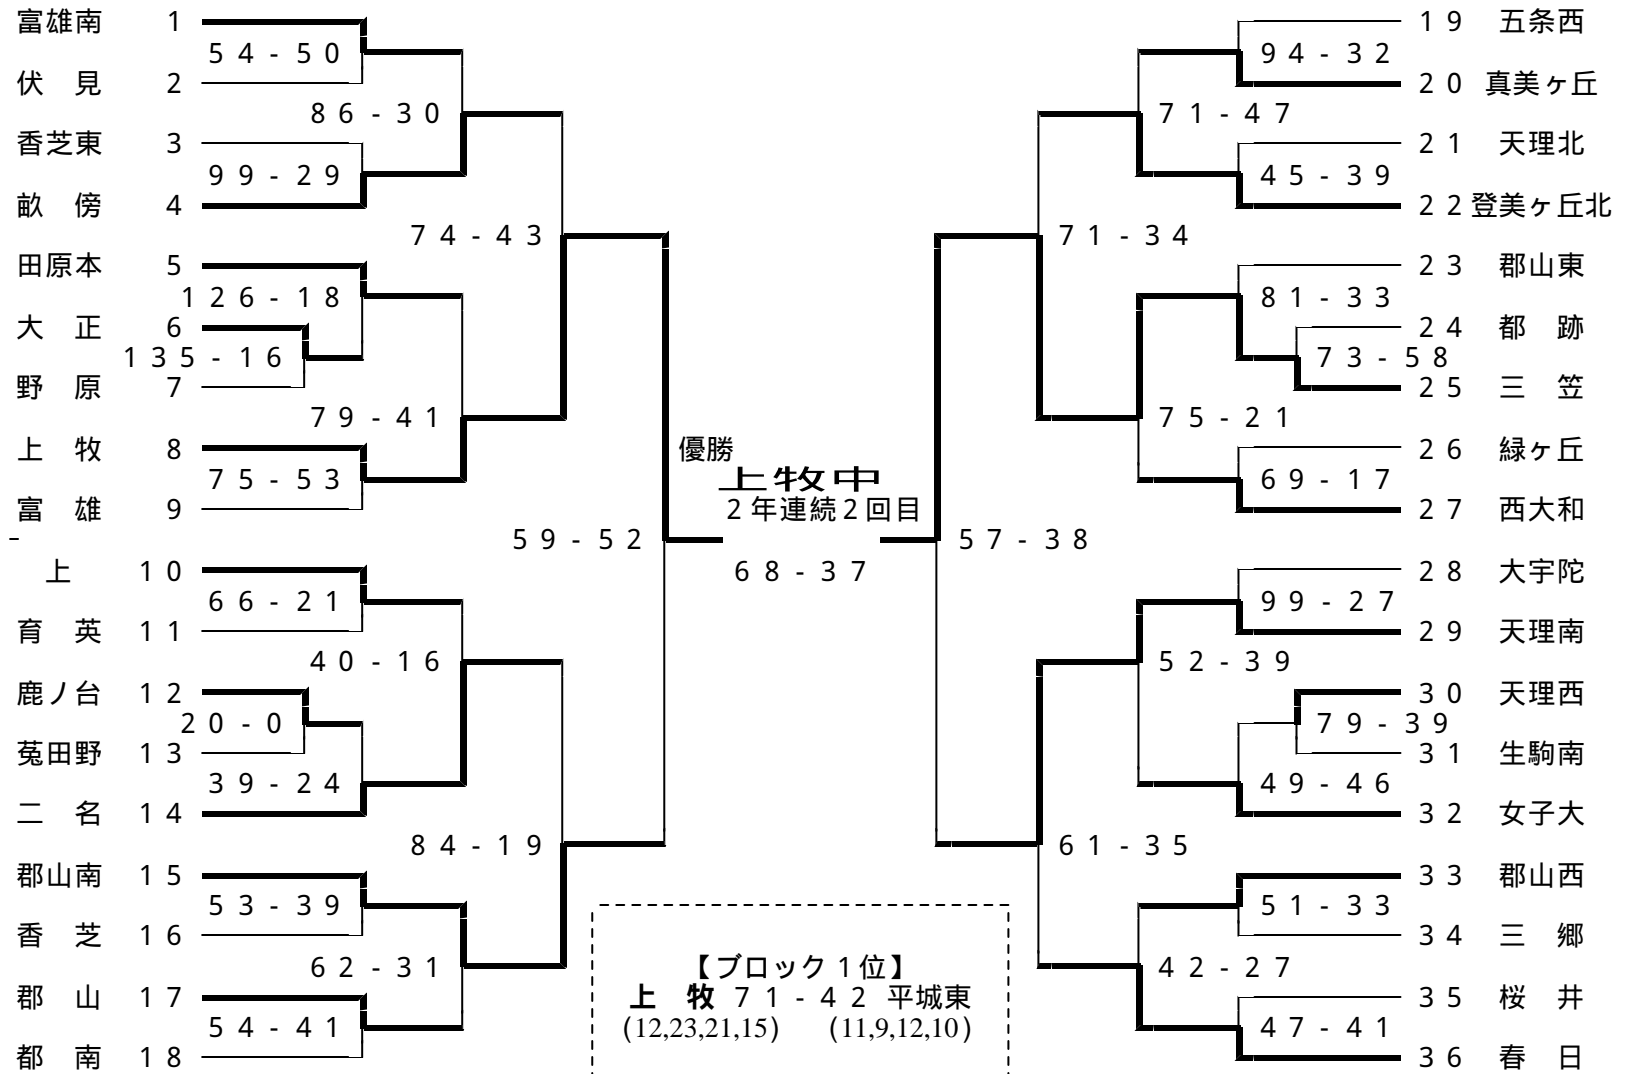 富雄南 1
54-50
伏 見 2
86-30
香芝東 3
99-29
畝 傍 4
74-43
田原本 5
126-18
大 正 6
135-16
野 原 7
79-41
上 牧 8
75-53
富 雄 9
59-52
上 10
66-21
育 英 11
40-16
鹿ノ台 12
20-0
菟田野 13
39-24
二 名 14
84-19
郡山南 15
53-39
香 芝 16
62-31
郡 山 17
54-41
都 南 18
優勝
上牧中
2年連続2回目
68-37
【ブロック1位】
上 牧 71-42 平城東
(12,23,21,15) (11,9,12,10)
19 五条西
94-32
20 真美ヶ丘
71-47
21 天理北
45-39
22 登美ヶ丘北
71-34
23 郡山東
81-33
24 都 跡
73-58
25 三 笠
75-21
26 緑ヶ丘
69-17
27 西大和
57-38
28 大宇陀
99-27
29 天理南
52-39
30 天理西
79-39
31 生駒南
49-46
32 女子大
61-35
33 郡山西
51-33
34 三 郷
42-27
35 桜 井
47-41
36 春 日